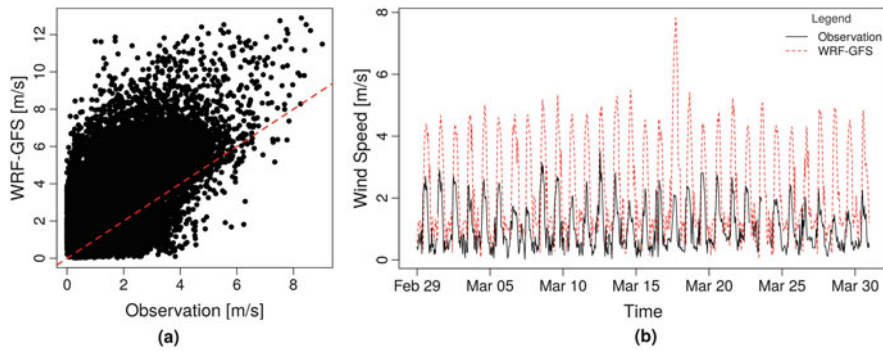 WRF-GFS [m/s]
0 2 4 6 8 10 12
0 2 4 6 8
Observation [m/s]
(a)
Wind Speed [m/s]
0 2 4 6 8
Legend
Observation
WRF-GFS
Feb 29 Mar 05 Mar 10 Mar 15 Mar 20 Mar 25 Mar 30
Time
(b)